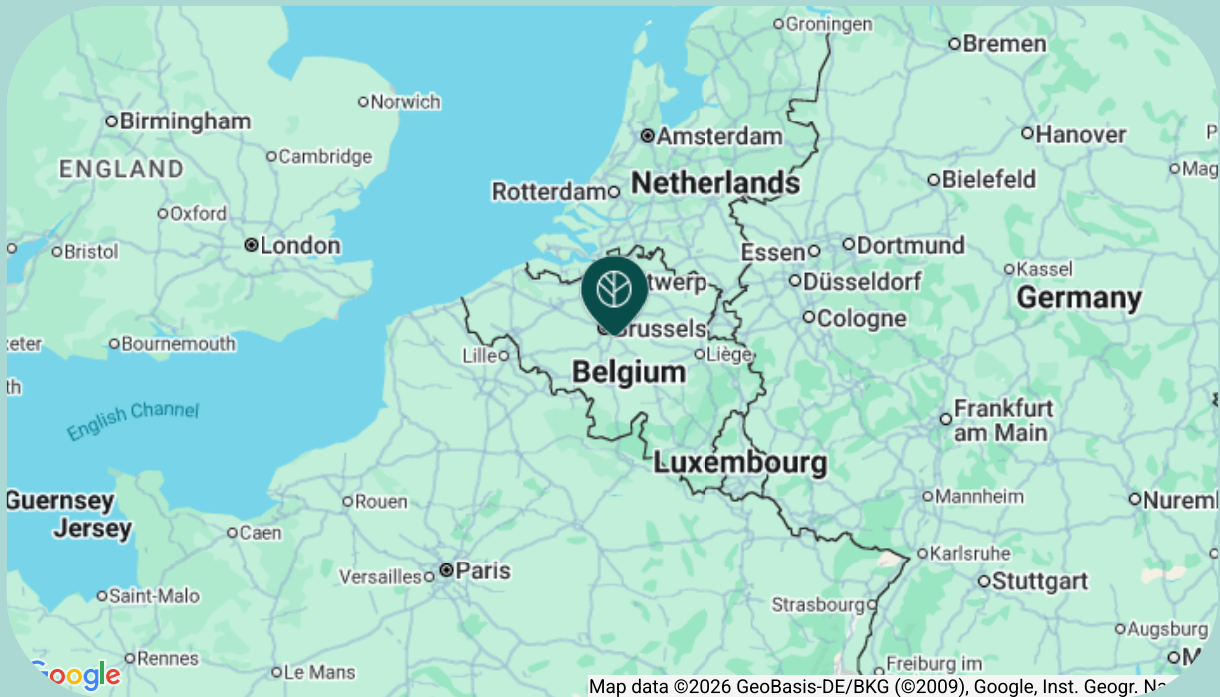 Groningen
Bremen
Norwich
Birmingham
Amsterdam
Hanover
Cambridge
ENGLAND
Netherlands
Bielefeld
Mag
Rotterdam
Oxford
London
Bristol
Essen
Dortmund
Kassel
twerp
Düsseldorf
Germany
Cologne
Brussels
xeter
Bournemouth
Lille
Liège
Belgium
th
English Channel
Frankfurt
am Main
Luxembourg
Guernsey
Rouen
Mannheim
Nurem
Jersey
Caen
Karlsruhe
Versailles
Paris
Stuttgart
Saint-Malo
Strasbourg
Augsburg
Rennes
Le Mans
Freiburg im
M
Google
Map data ©2026 GeoBasis-DE/BKG (©2009), Google, Inst. Geogr. Na